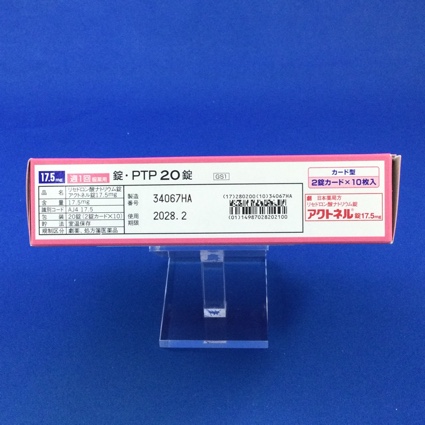 17.5mg 週1回 服用 錠・PTP 20錠 GS1
品名 リセドロン酸ナトリウム錠
アクトネル錠17.5mg
含量 17.5mg
識別コード AJ4 17.5
包装 20錠(2錠カード×10)
貯法 室温保存
規制区分 劇薬、処方箋医薬品
製造番号 34067HA
使用 2028.2
(17)280200(10)34067HA
(01)14987028202100
カード型
2錠カード×10枚入
劇 日本薬局方
リセドロン酸ナトリウム錠
アクトネル®錠17.5mg